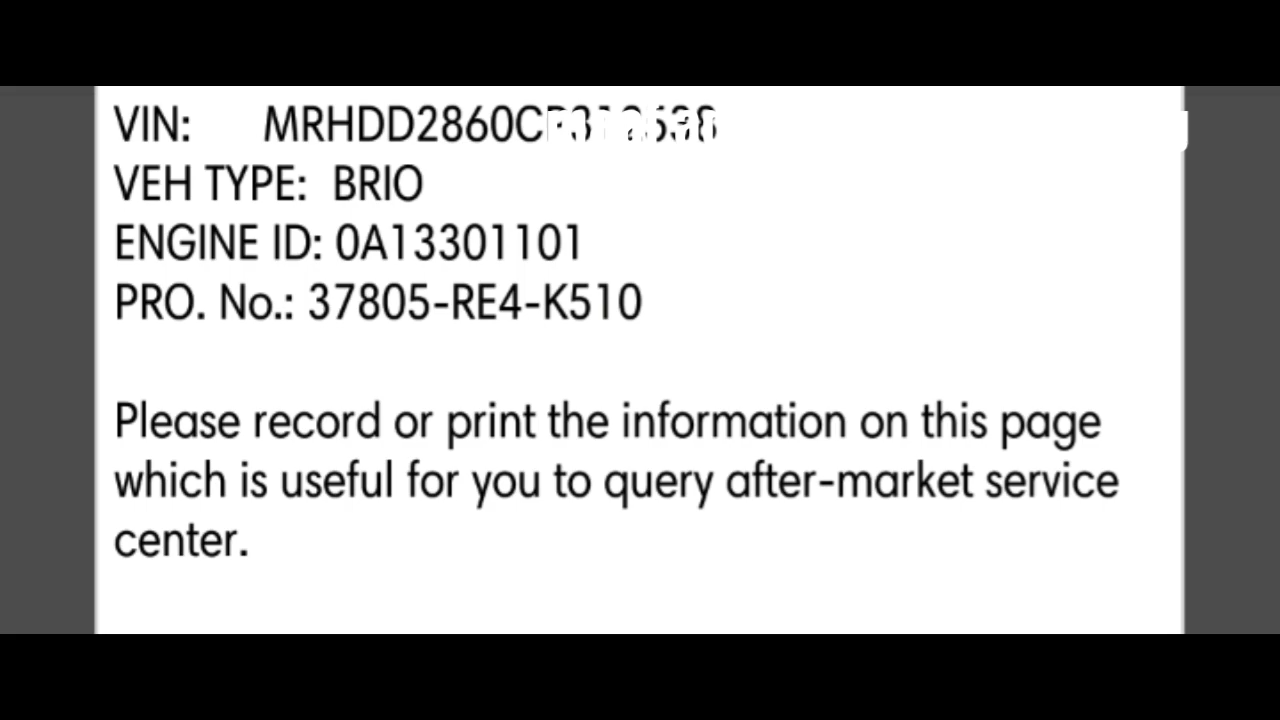 VIN:
VEH TYPE: BRIO
ENGINE ID: 0A13301101
PRO. No.: 37805-RE4-K510
Please record or print the information on this page
which is useful for you to query after-market service
center.